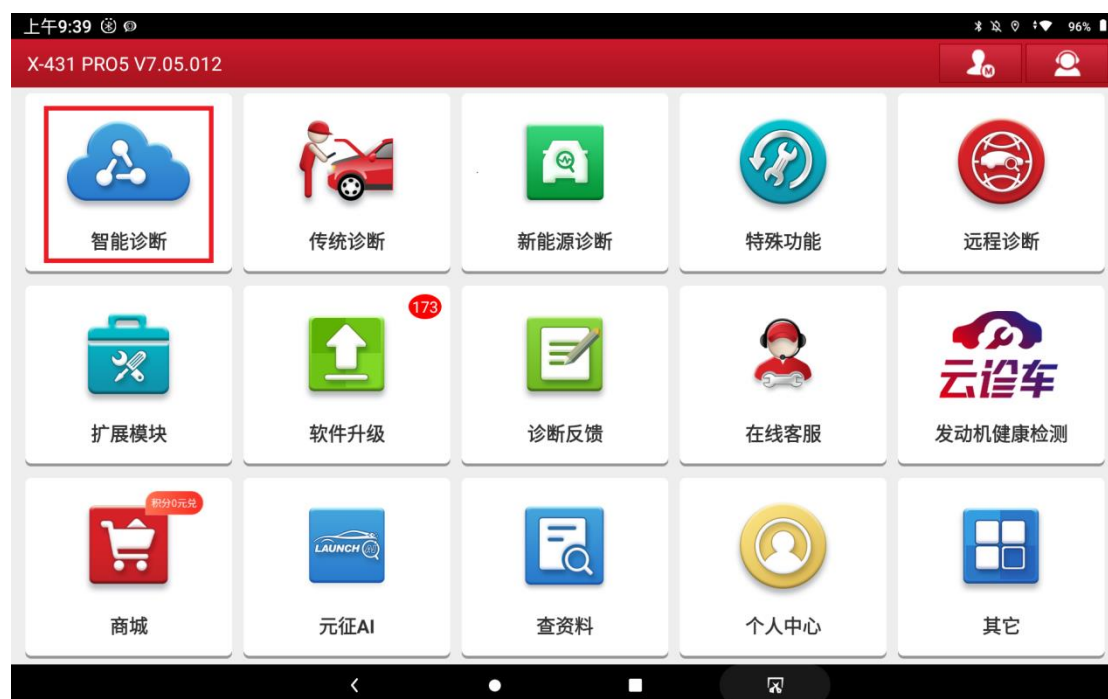 上午9:39
96%
X-431 PRO5 V7.05.012
M
智能诊断
传统诊断
新能源诊断
特殊功能
远程诊断
173
云诊车
扩展模块
软件升级
诊断反馈
在线客服
发动机健康检测
积分0元兑
LAUNCH AI
商城
元征AI
查资料
个人中心
其它